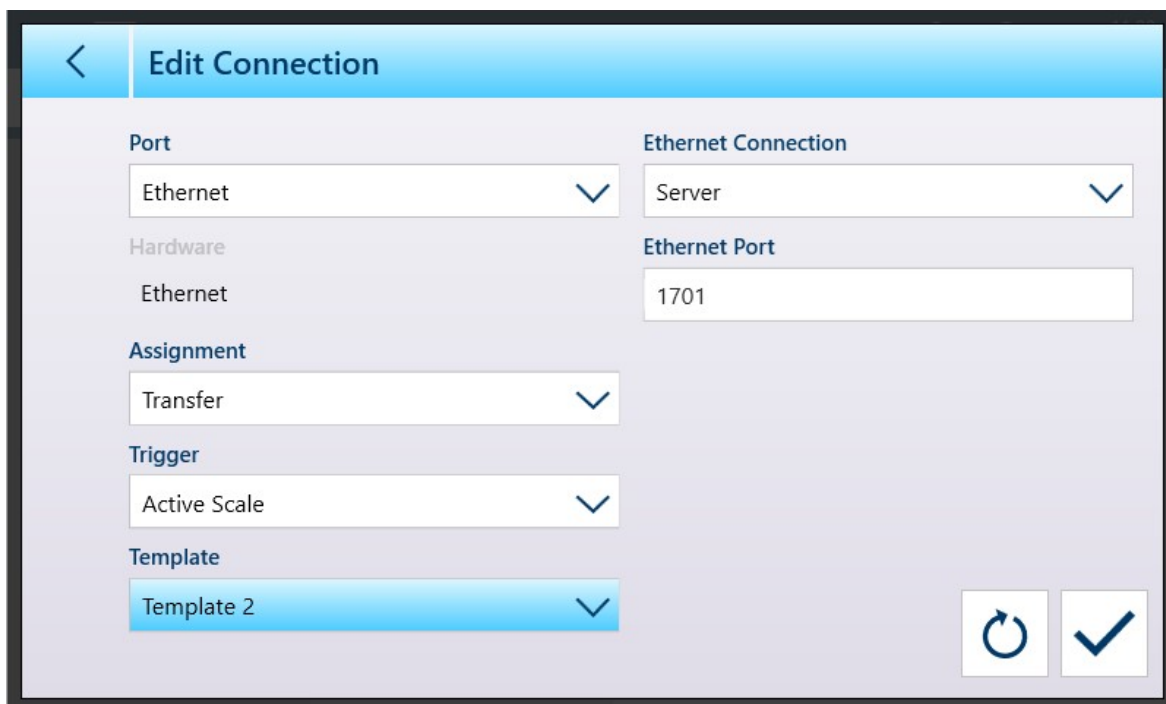 Edit Connection
Port
Ethernet
Hardware
Ethernet
Assignment
Transfer
Trigger
Active Scale
Template
Template 2
Ethernet Connection
Server
Ethernet Port
1701